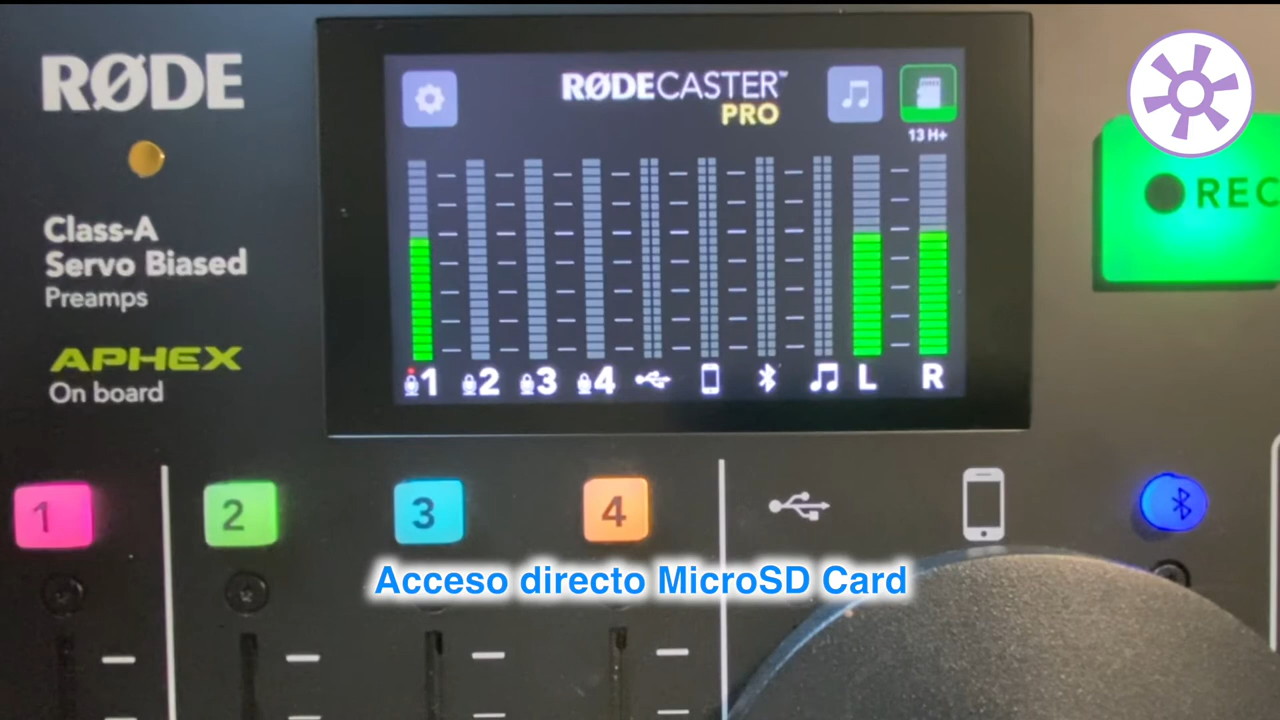 RØDE
Class-A
Servo Biased
Preamps
APHEX
On board
RØDECASTER™
PRO
13 H+
1 2 3 4 L R
REC
1 2 3 4
Acceso directo MicroSD Card